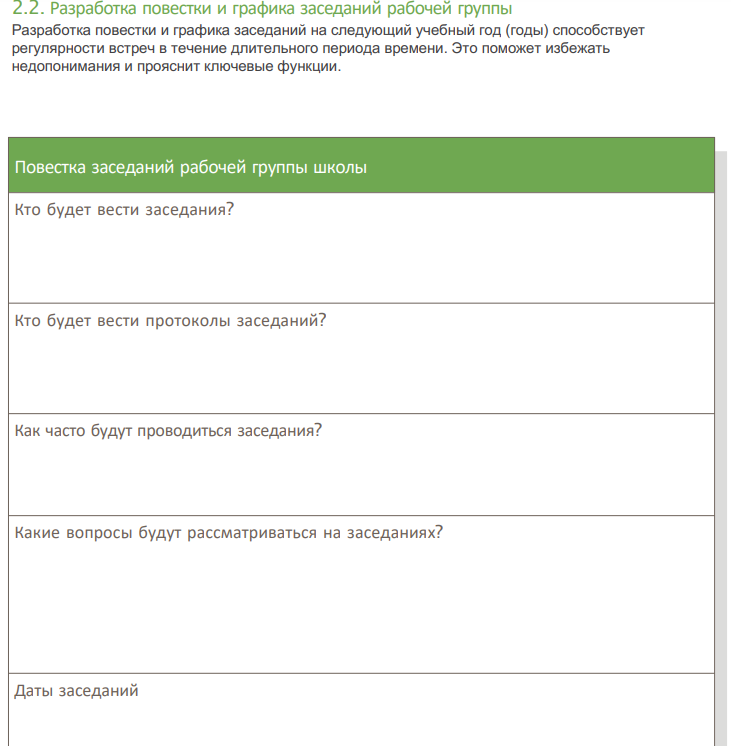 2.2. Разработка повестки и графика заседаний рабочей группы
Разработка повестки и графика заседаний на следующий учебный год (годы) способствует
регулярности встреч в течение длительного периода времени. Это поможет избежать
недопонимания и прояснит ключевые функции.
Повестка заседаний рабочей группы школы
Кто будет вести заседания?
Кто будет вести протоколы заседаний?
Как часто будут проводиться заседания?
Какие вопросы будут рассматриваться на заседаниях?
Даты заседаний